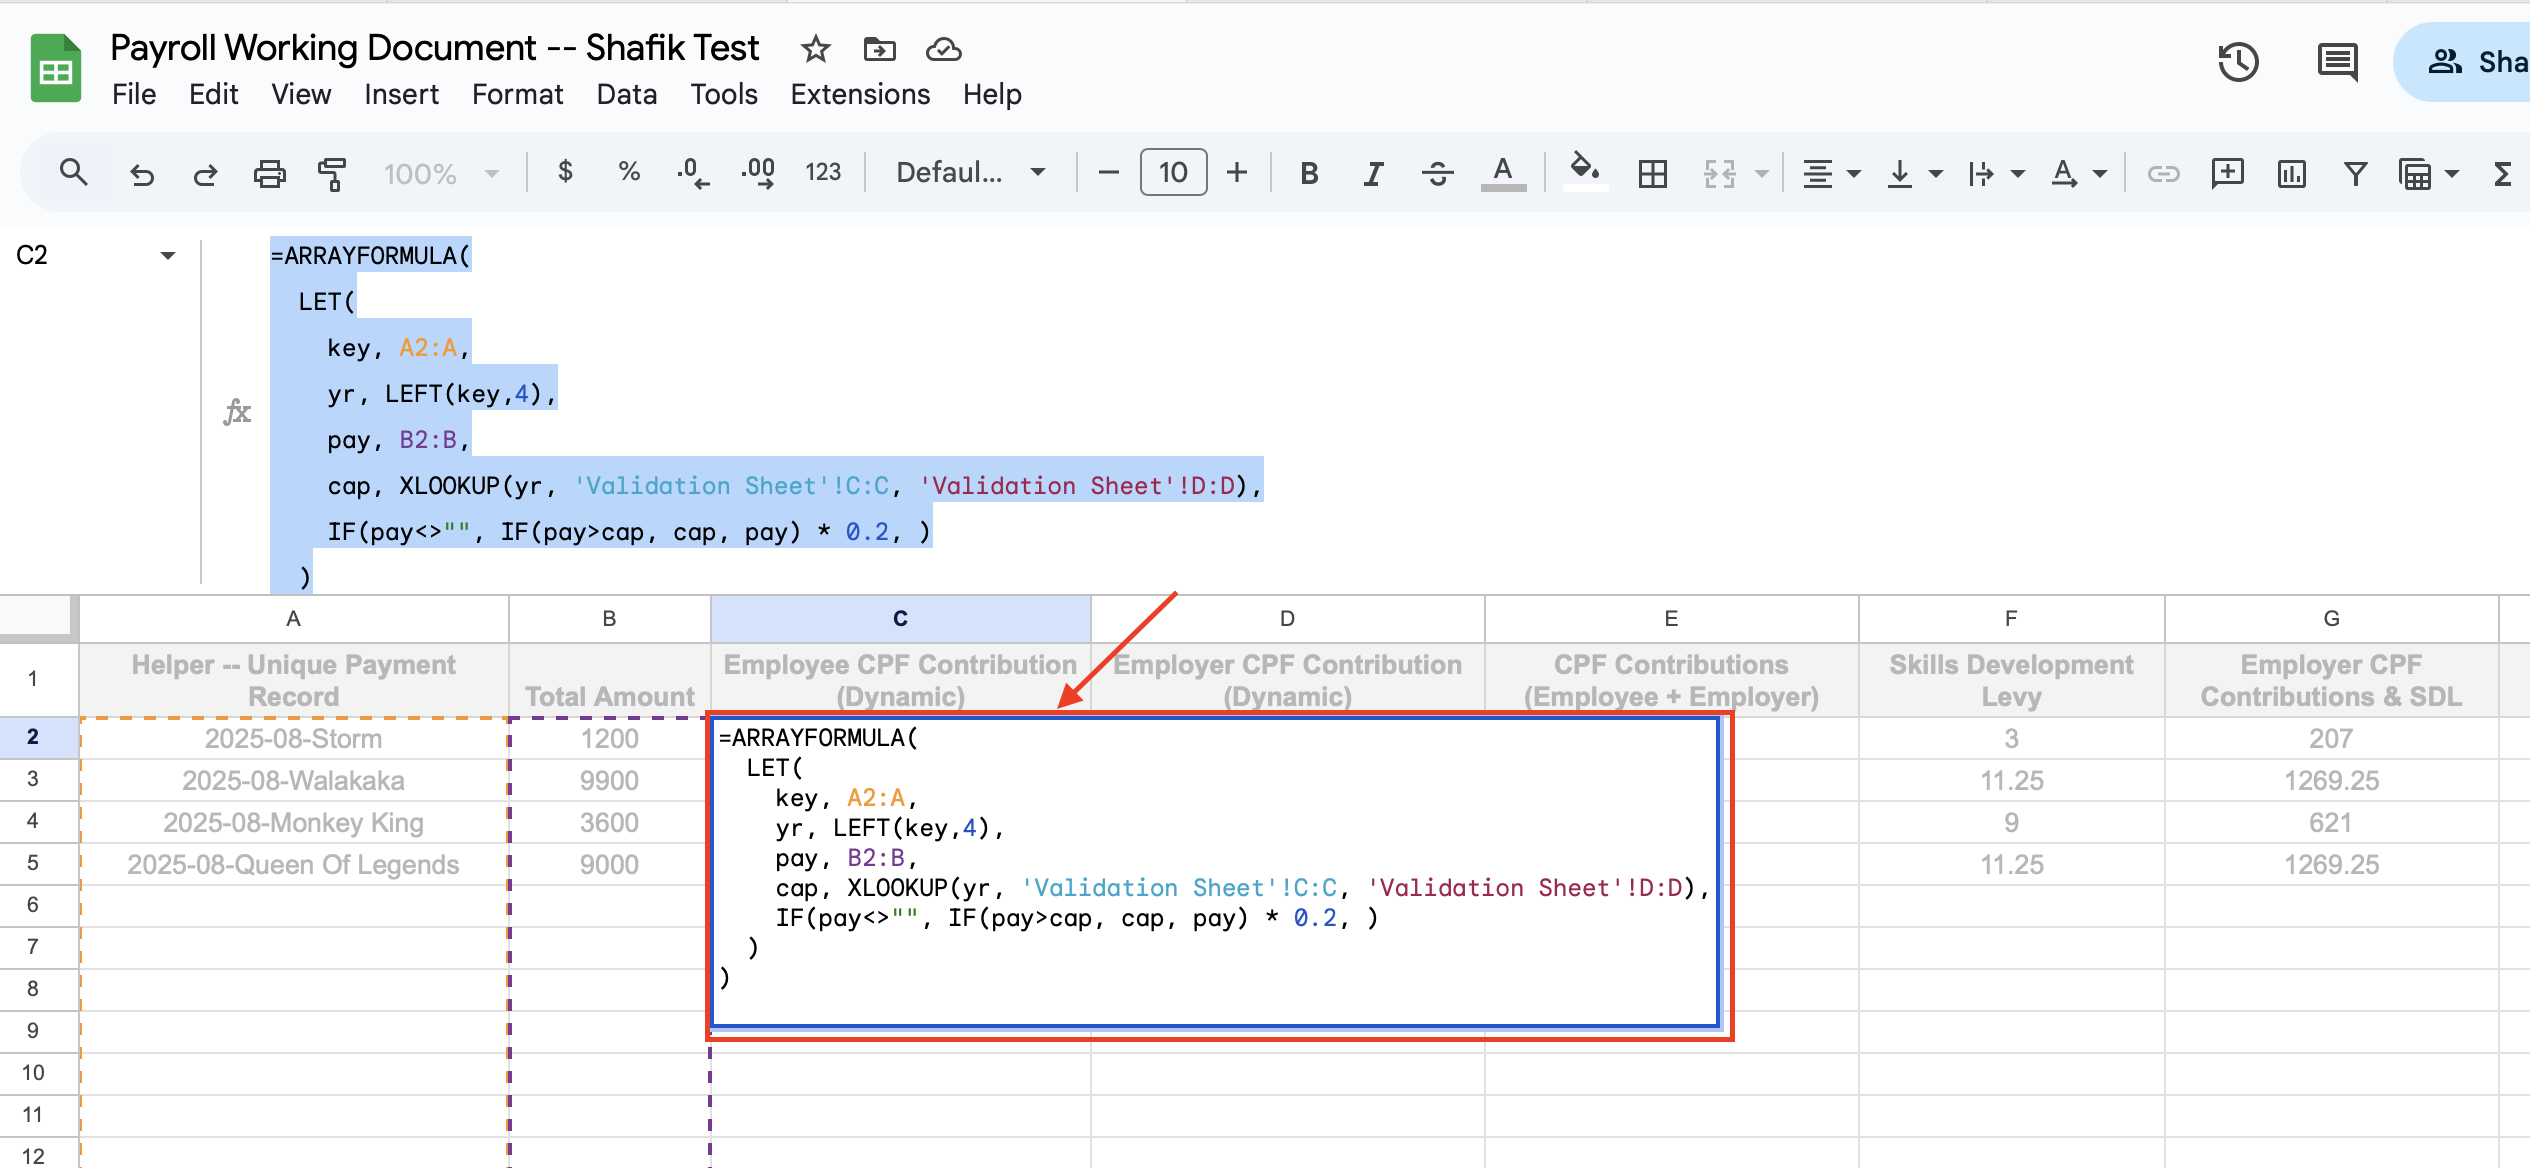 Payroll Working Document -- Shafik Test
File Edit View Insert Format Data Tools Extensions Help
Sha
100% $ % .0 .00 123 Defaul... 10 B I S A A Σ
C2
fx
=ARRAYFORMULA(
LET(
key, A2:A,
yr, LEFT(key,4),
pay, B2:B,
cap, XLOOKUP(yr, 'Validation Sheet'!C:C, 'Validation Sheet'!D:D),
IF(pay<>"", IF(pay>cap, cap, pay) * 0.2, )
)
A B C D E F G
1 Helper -- Unique Payment Record Total Amount Employee CPF Contribution (Dynamic) Employer CPF Contribution (Dynamic) CPF Contributions (Employee + Employer) Skills Development Levy Employer CPF Contributions & SDL
2 2025-08-Storm 1200 3 207
3 2025-08-Walakaka 9900 11.25 1269.25
4 2025-08-Monkey King 3600 9 621
5 2025-08-Queen Of Legends 9000 11.25 1269.25
=ARRAYFORMULA(
LET(
key, A2:A,
yr, LEFT(key,4),
pay, B2:B,
cap, XLOOKUP(yr, 'Validation Sheet'!C:C, 'Validation Sheet'!D:D),
IF(pay<>"", IF(pay>cap, cap, pay) * 0.2, )
)
)
6
7
8
9
10
11
12